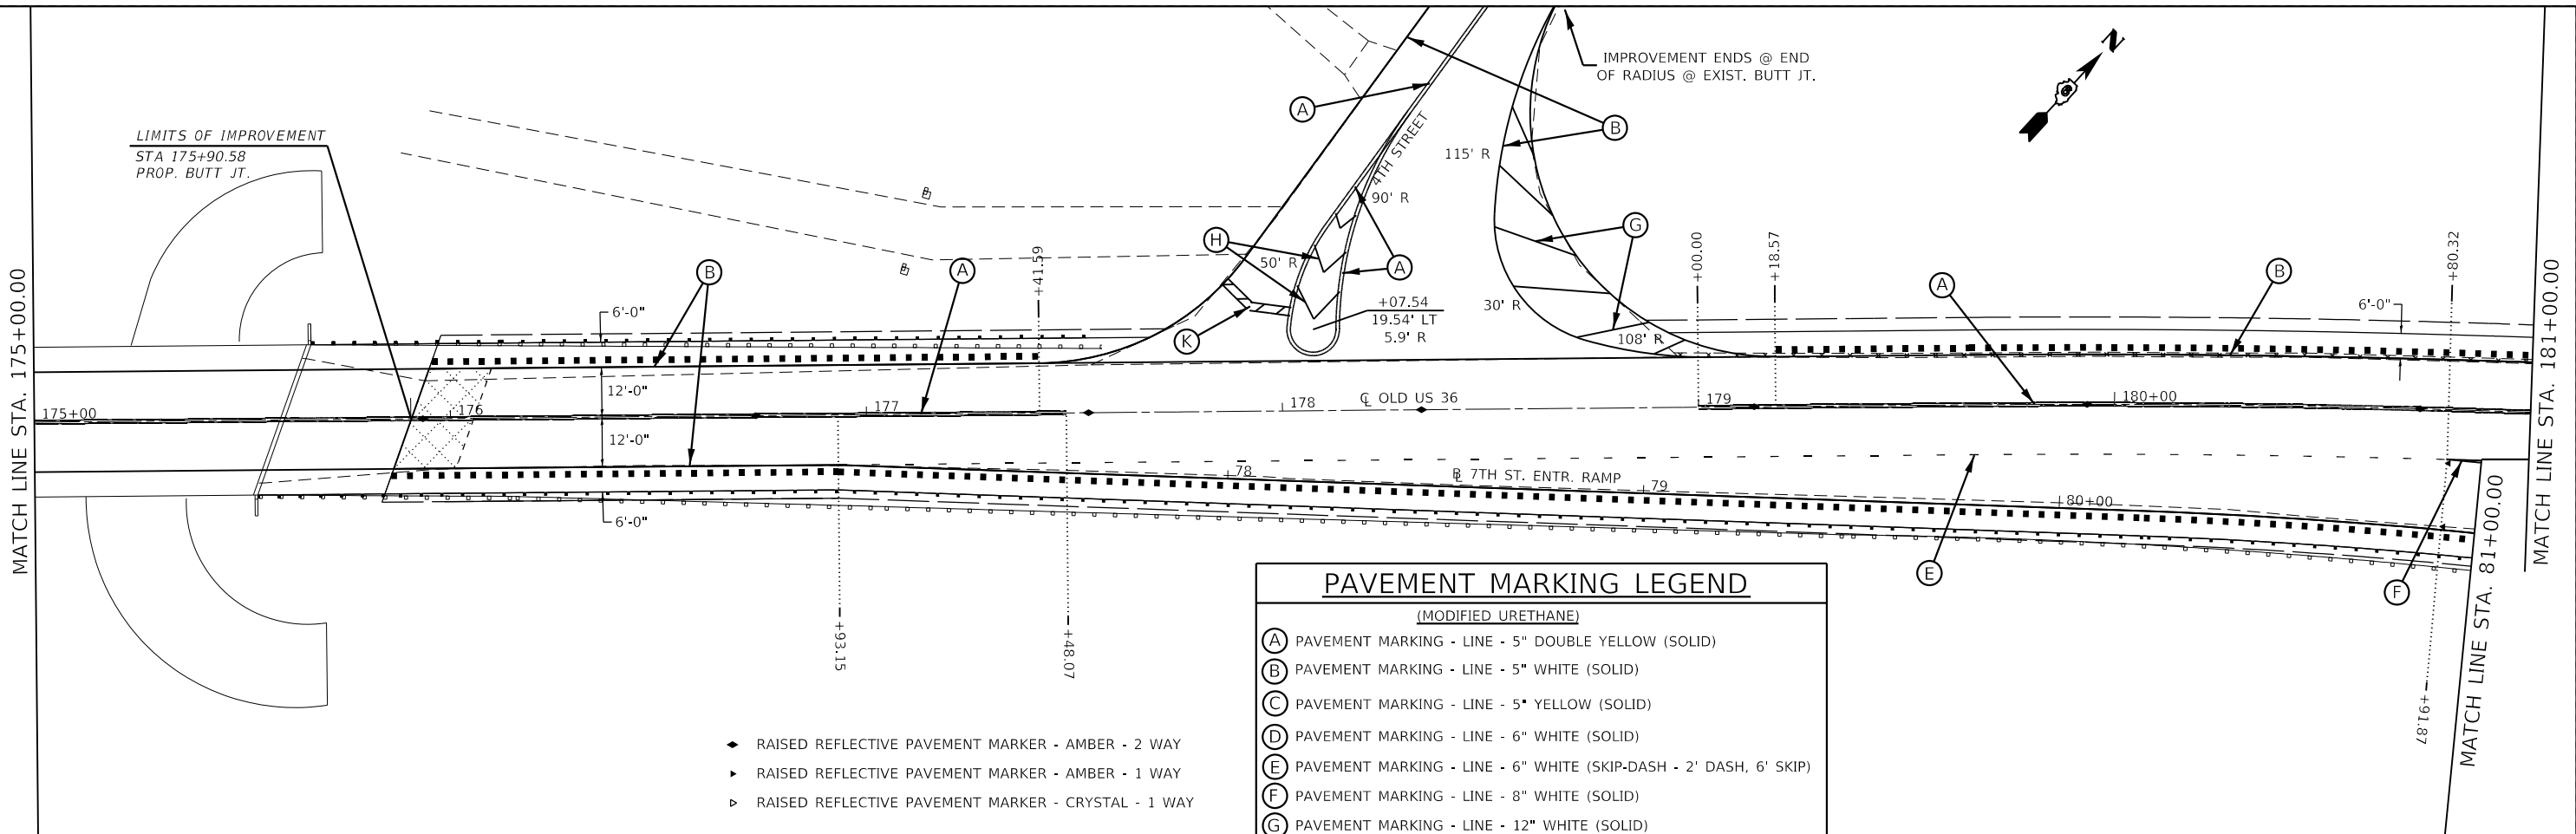 IMPROVEMENT ENDS @ END
OF RADIUS @ EXIST. BUTT JT.
N
LIMITS OF IMPROVEMENT
STA 175+90.58
PROP. BUTT JT.
A
B
4TH STREET
115' R
90' R
H
50' R
A
G
B
A
+41.59
+00.00
+18.57
A
B
+80.32
6'-0"
6'-0"
+07.54
19.54' LT
5.9' R
30' R
108' R
K
MATCH LINE STA. 175+00.00
MATCH LINE STA. 181+00.00
12'-0"
175+00
176
177
178
℄ OLD US 36
179
180+00
12'-0"
78
B̲L 7TH ST. ENTR. RAMP
79
80+00
6'-0"
+93.15
+48.07
E
F
+91.87
MATCH LINE STA. 81+00.00
PAVEMENT MARKING LEGEND
(MODIFIED URETHANE)
A PAVEMENT MARKING - LINE - 5" DOUBLE YELLOW (SOLID)
B PAVEMENT MARKING - LINE - 5" WHITE (SOLID)
C PAVEMENT MARKING - LINE - 5" YELLOW (SOLID)
D PAVEMENT MARKING - LINE - 6" WHITE (SOLID)
E PAVEMENT MARKING - LINE - 6" WHITE (SKIP-DASH - 2' DASH, 6' SKIP)
F PAVEMENT MARKING - LINE - 8" WHITE (SOLID)
G PAVEMENT MARKING - LINE - 12" WHITE (SOLID)
RAISED REFLECTIVE PAVEMENT MARKER - AMBER - 2 WAY
RAISED REFLECTIVE PAVEMENT MARKER - AMBER - 1 WAY
RAISED REFLECTIVE PAVEMENT MARKER - CRYSTAL - 1 WAY